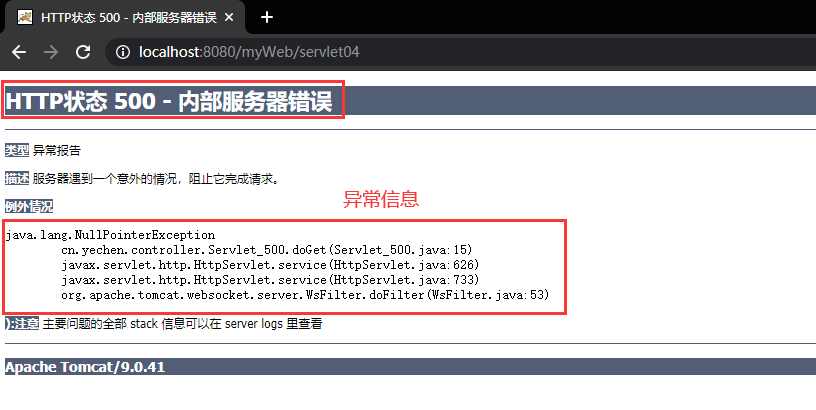 HTTP状态 500 - 内部服务器错误
localhost:8080/myWeb/servlet04
HTTP状态 500 - 内部服务器错误
类型 异常报告
描述 服务器遇到一个意外的情况，阻止它完成请求。
例外情况
异常信息
java.lang.NullPointerException
cn.yechen.controller.Servlet_500.doGet(Servlet_500.java:15)
javax.servlet.http.HttpServlet.service(HttpServlet.java:626)
javax.servlet.http.HttpServlet.service(HttpServlet.java:733)
org.apache.tomcat.websocket.server.WsFilter.doFilter(WsFilter.java:53)
):注意 主要问题的全部 stack 信息可以在 server logs 里查看
Apache Tomcat/9.0.41